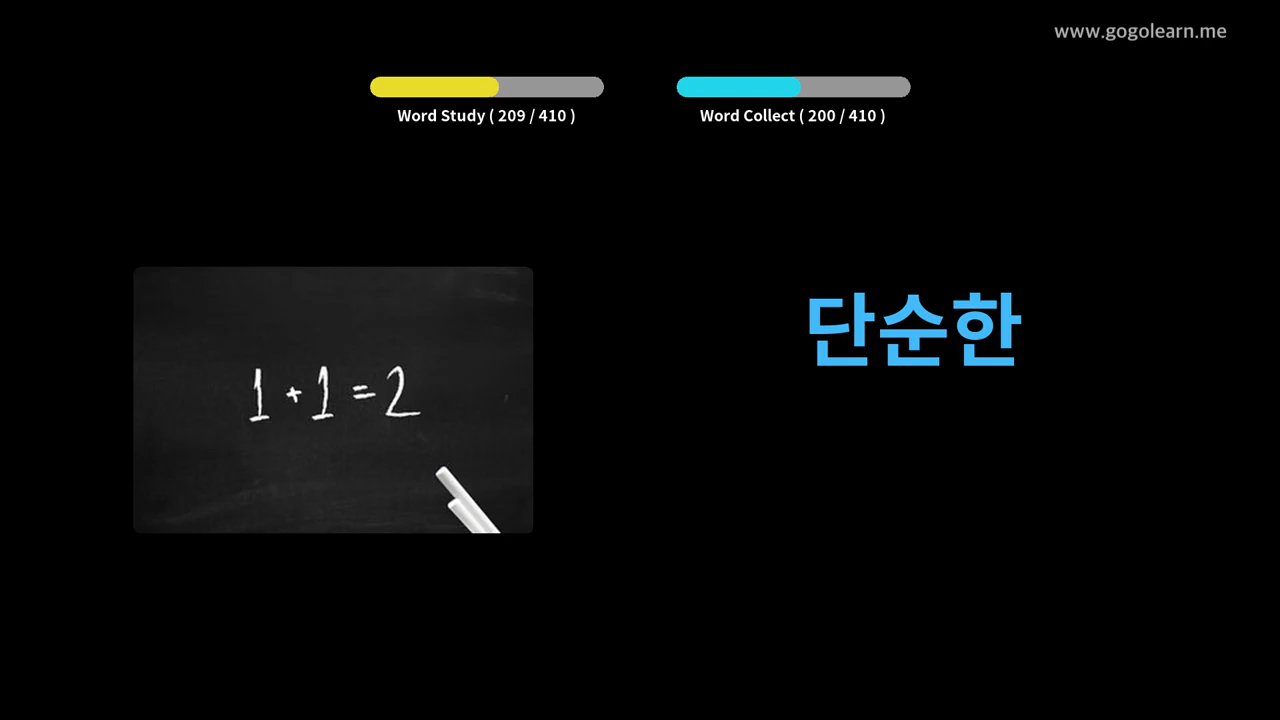 www.gogolearn.me
Word Study ( 209 / 410 )
Word Collect ( 200 / 410 )
1 + 1 = 2
단순한